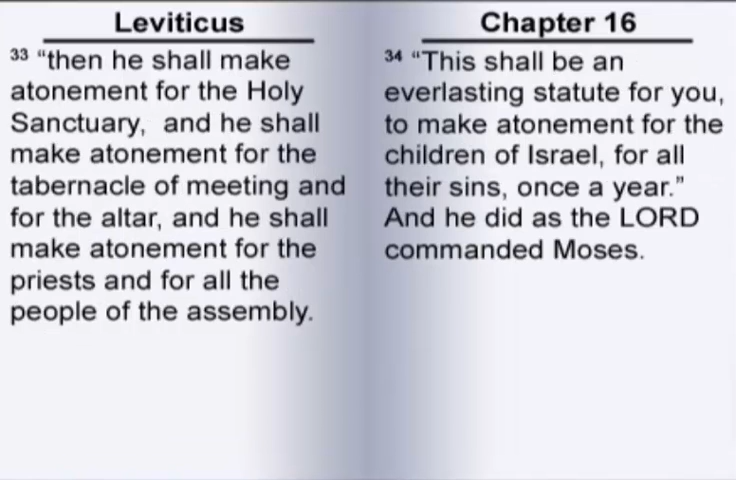 Leviticus
33 “then he shall make
atonement for the Holy
Sanctuary, and he shall
make atonement for the
tabernacle of meeting and
for the altar, and he shall
make atonement for the
priests and for all the
people of the assembly.
Chapter 16
34 “This shall be an
everlasting statute for you,
to make atonement for the
children of Israel, for all
their sins, once a year.”
And he did as the LORD
commanded Moses.